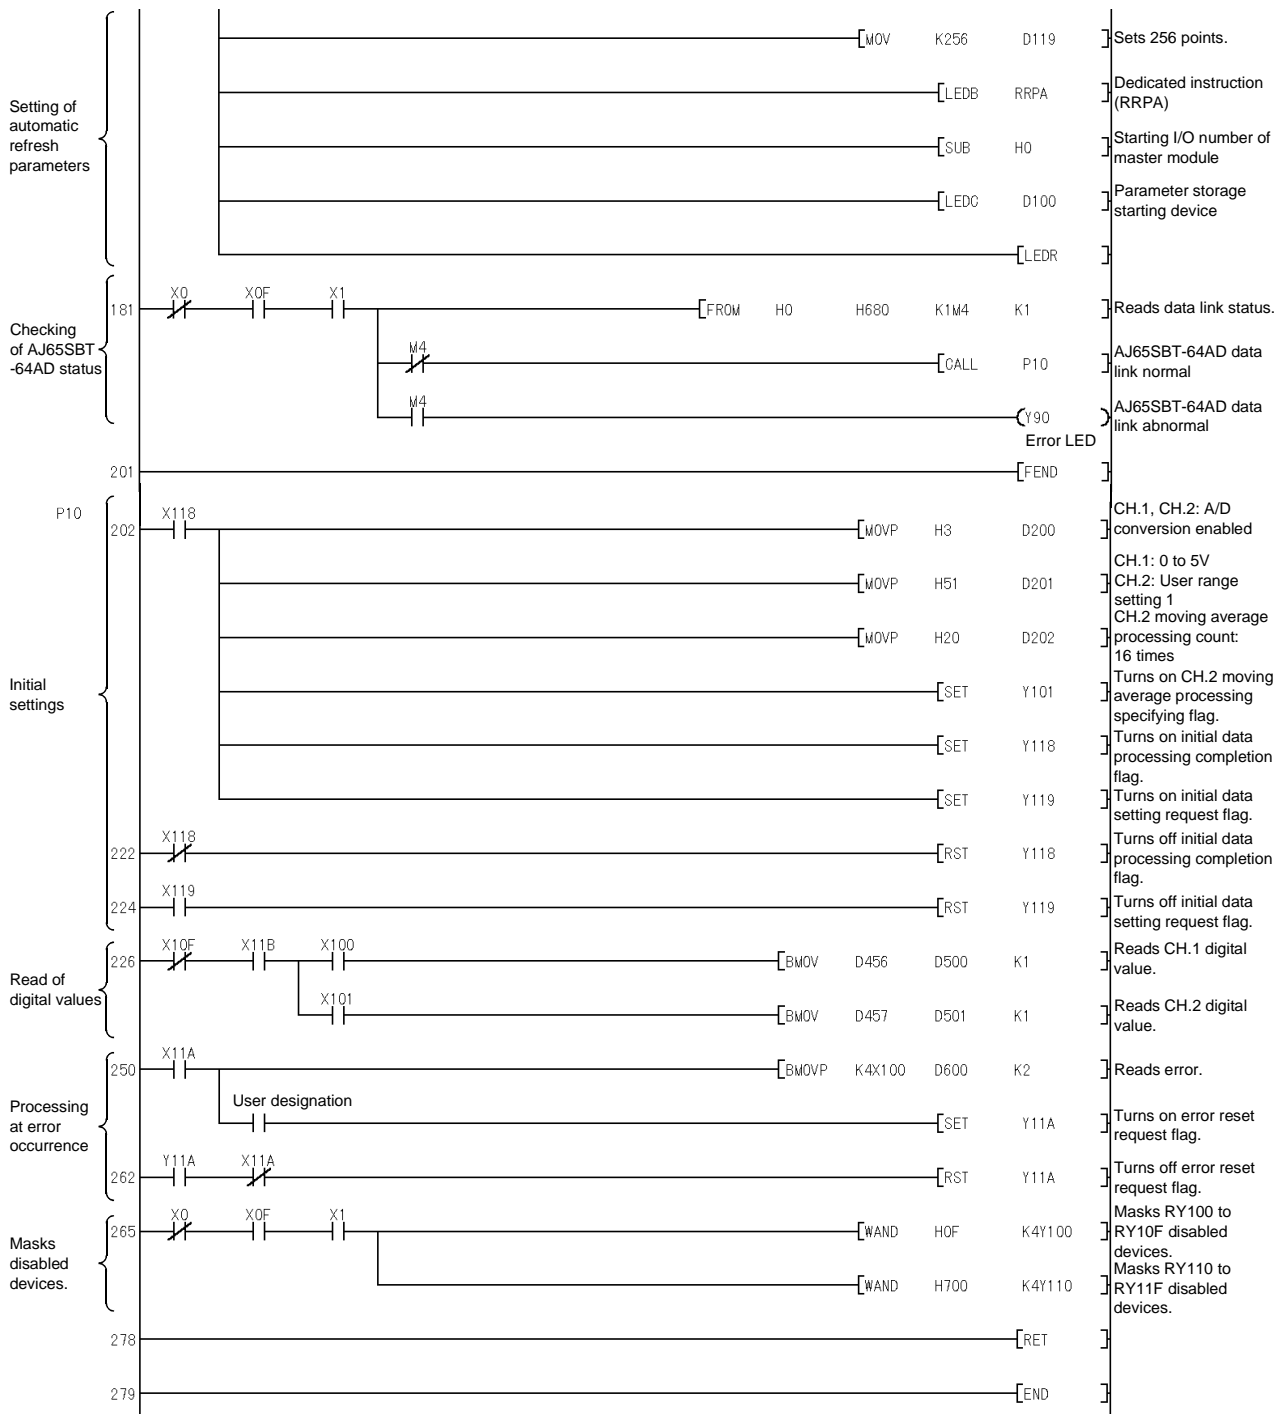 [MOV K256 D119] Sets 256 points.
Setting of
automatic
refresh
parameters
[LEDB RRPA] Dedicated instruction
(RRPA)
[SUB H0] Starting I/O number of
master module
[LEDC D100] Parameter storage
starting device
[LEDR]
Checking
of AJ65SBT
-64AD status
X0 X0F X1
181 [FROM H0 H680 K1M4 K1] Reads data link status.
M4
[CALL P10] AJ65SBT-64AD data
link normal
M4
(Y90) AJ65SBT-64AD data
link abnormal
Error LED
201 [FEND]
Initial
settings
P10 X118
202 [MOVP H3 D200] CH.1, CH.2: A/D
conversion enabled
[MOVP H51 D201] CH.1: 0 to 5V
CH.2: User range
setting 1
[MOVP H20 D202] CH.2 moving average
processing count:
16 times
[SET Y101] Turns on CH.2 moving
average processing
specifying flag.
[SET Y118] Turns on initial data
processing completion
flag.
[SET Y119] Turns on initial data
setting request flag.
X118
222 [RST Y118] Turns off initial data
processing completion
flag.
X119
224 [RST Y119] Turns off initial data
setting request flag.
Read of
digital values
X10F X11B X100
226 [BMOV D456 D500 K1] Reads CH.1 digital
value.
X101
[BMOV D457 D501 K1] Reads CH.2 digital
value.
Processing
at error
occurrence
X11A
250 [BMOVP K4X100 D600 K2] Reads error.
User designation
[SET Y11A] Turns on error reset
request flag.
Y11A X11A
262 [RST Y11A] Turns off error reset
request flag.
Masks
disabled
devices.
X0 X0F X1
265 [WAND H0F K4Y100] Masks RY100 to
RY10F disabled
devices.
[WAND H700 K4Y110] Masks RY110 to
RY11F disabled
devices.
278 [RET]
279 [END]